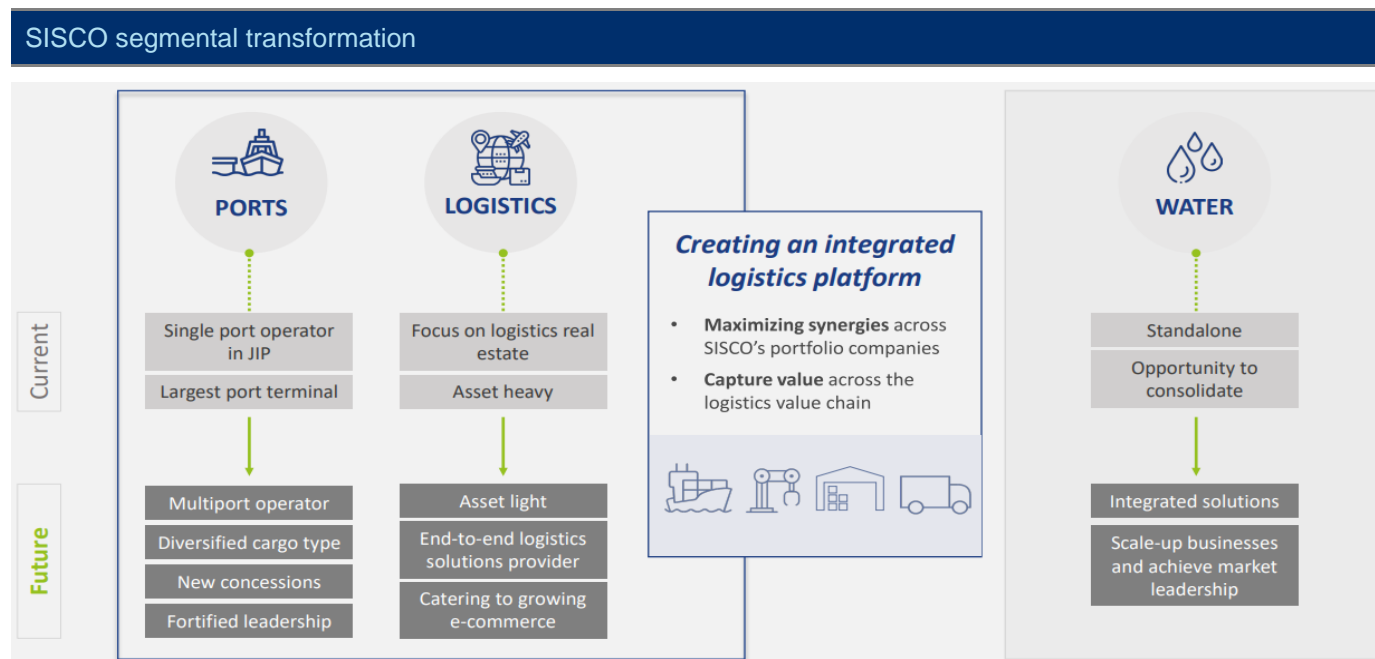 SISCO segmental transformation
PORTS
LOGISTICS
WATER
Creating an integrated
logistics platform
• Maximizing synergies across
SISCO’s portfolio companies
• Capture value across the
logistics value chain
Current
Single port operator
in JIP
Largest port terminal
Focus on logistics real
estate
Asset heavy
Standalone
Opportunity to
consolidate
Future
Multiport operator
Diversified cargo type
New concessions
Fortified leadership
Asset light
End-to-end logistics
solutions provider
Catering to growing
e-commerce
Integrated solutions
Scale-up businesses
and achieve market
leadership